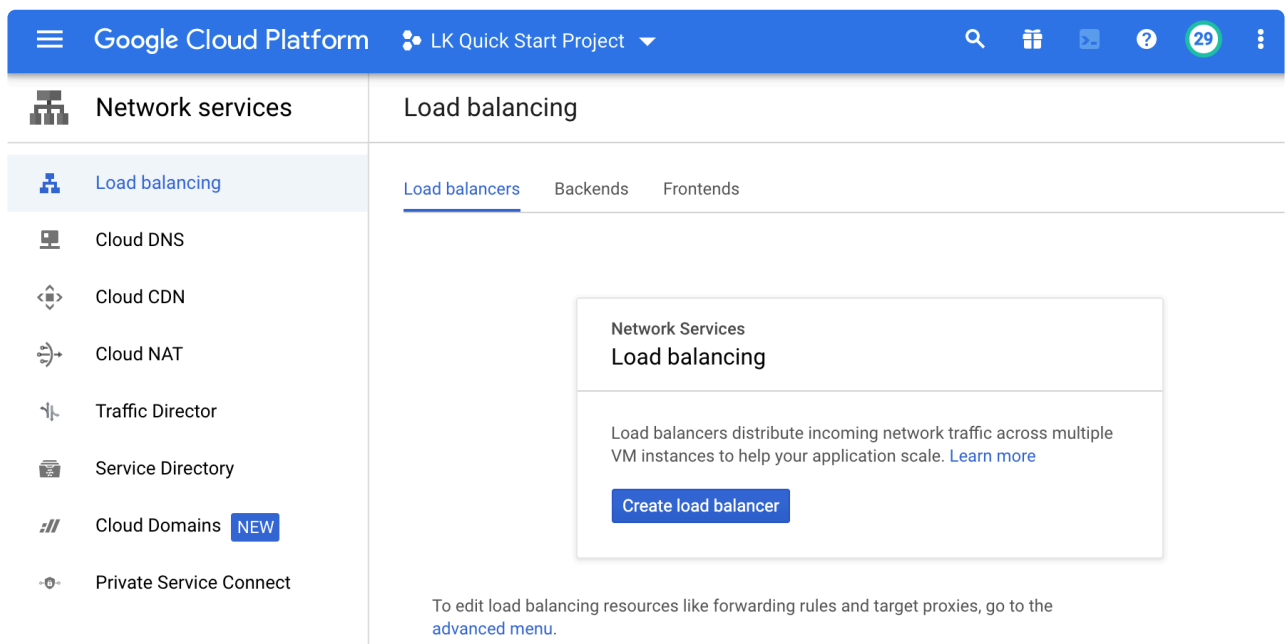 Google Cloud Platform LK Quick Start Project 29
Network services
Load balancing
Cloud DNS
Cloud CDN
Cloud NAT
Traffic Director
Service Directory
Cloud Domains NEW
Private Service Connect
Load balancing
Load balancers Backends Frontends
Network Services
Load balancing
Load balancers distribute incoming network traffic across multiple
VM instances to help your application scale. Learn more
Create load balancer
To edit load balancing resources like forwarding rules and target proxies, go to the
advanced menu.